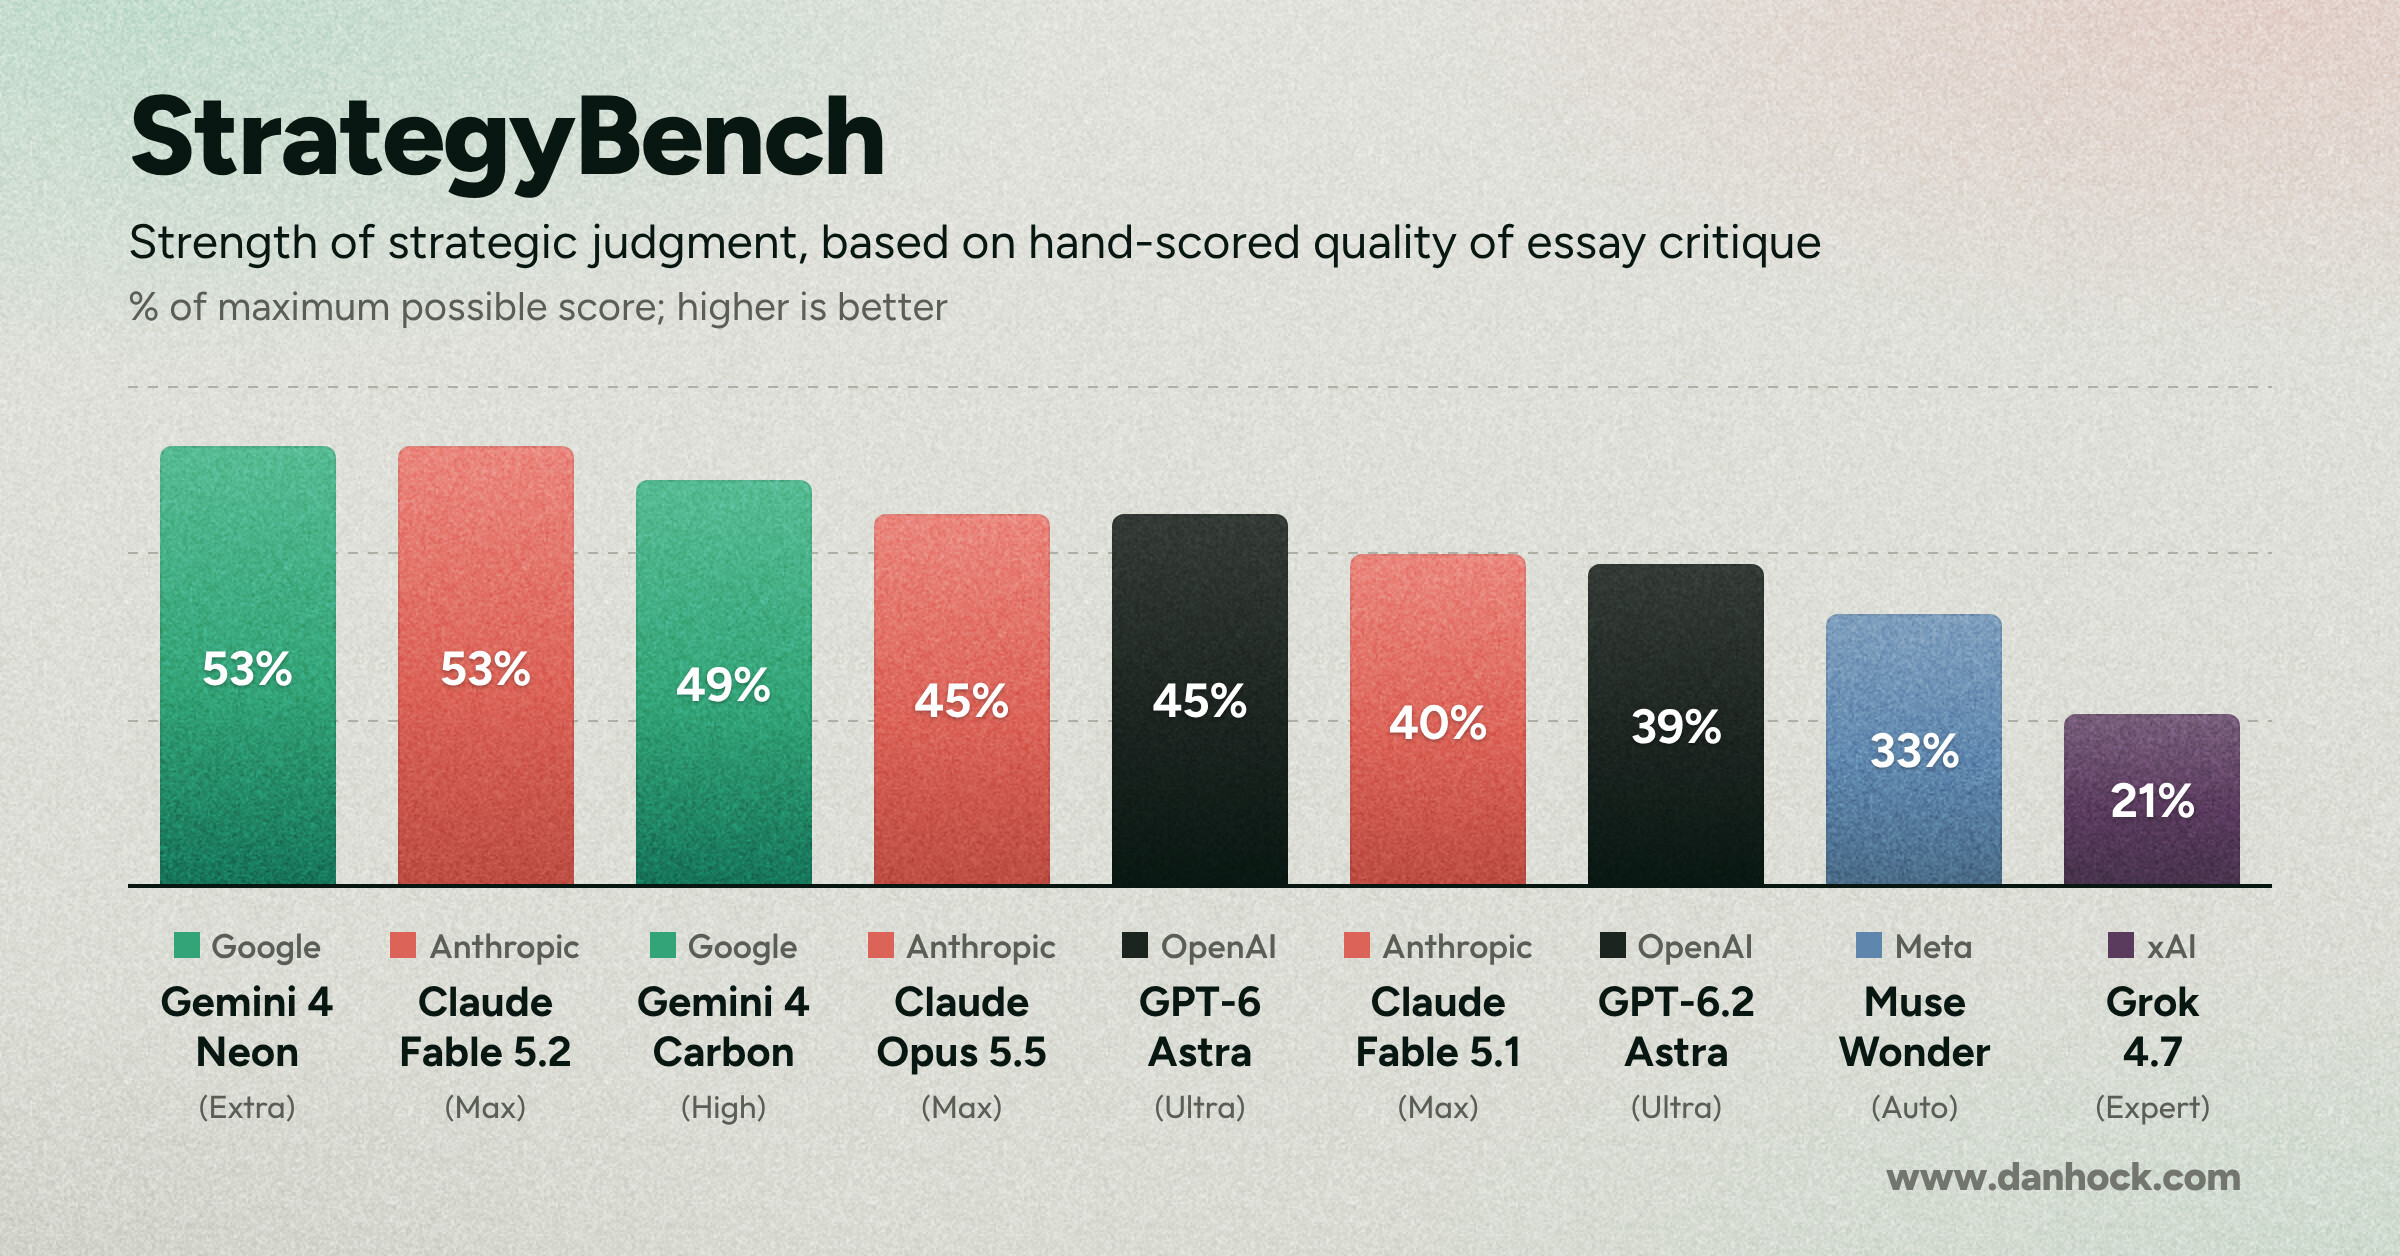 StrategyBench
Strength of strategic judgment, based on hand-scored quality of essay critique
% of maximum possible score; higher is better
53%
53%
49%
45%
45%
40%
39%
33%
21%
Google
Gemini 4
Neon
(Extra)
Anthropic
Claude
Fable 5.2
(Max)
Google
Gemini 4
Carbon
(High)
Anthropic
Claude
Opus 5.5
(Max)
OpenAI
GPT-6
Astra
(Ultra)
Anthropic
Claude
Fable 5.1
(Max)
OpenAI
GPT-6.2
Astra
(Ultra)
Meta
Muse
Wonder
(Auto)
xAI
Grok
4.7
(Expert)
www.danhock.com